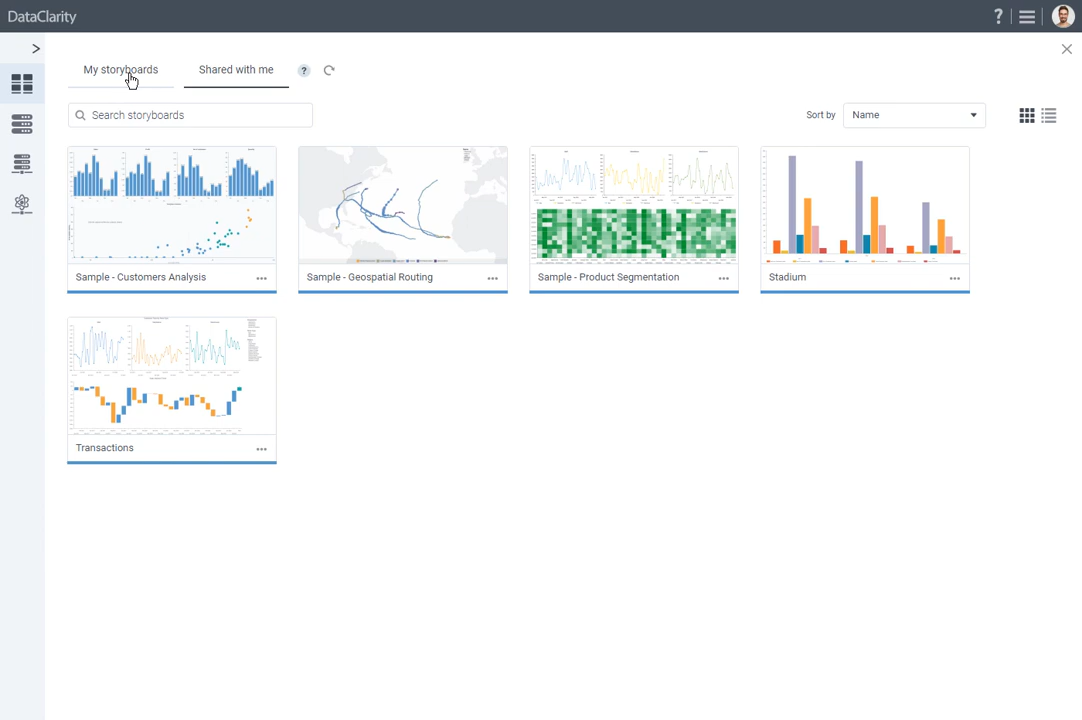 DataClarity
?
>
My storyboards
Shared with me
?
Search storyboards
Sort by
Name
Sample - Customers Analysis
Sample - Geospatial Routing
Sample - Product Segmentation
Stadium
Transactions